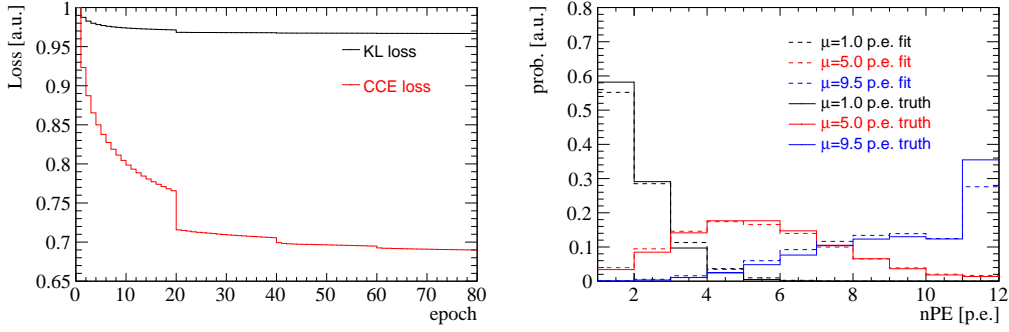 Loss [a.u.]
1
0.95
0.9
0.85
0.8
0.75
0.7
0.65
KL loss
CCE loss
0 10 20 30 40 50 60 70 80
epoch
prob. [a.u.]
0.8
0.7
0.6
0.5
0.4
0.3
0.2
0.1
0
μ=1.0 p.e. fit
μ=5.0 p.e. fit
μ=9.5 p.e. fit
μ=1.0 p.e. truth
μ=5.0 p.e. truth
μ=9.5 p.e. truth
2 4 6 8 10 12
nPE [p.e.]